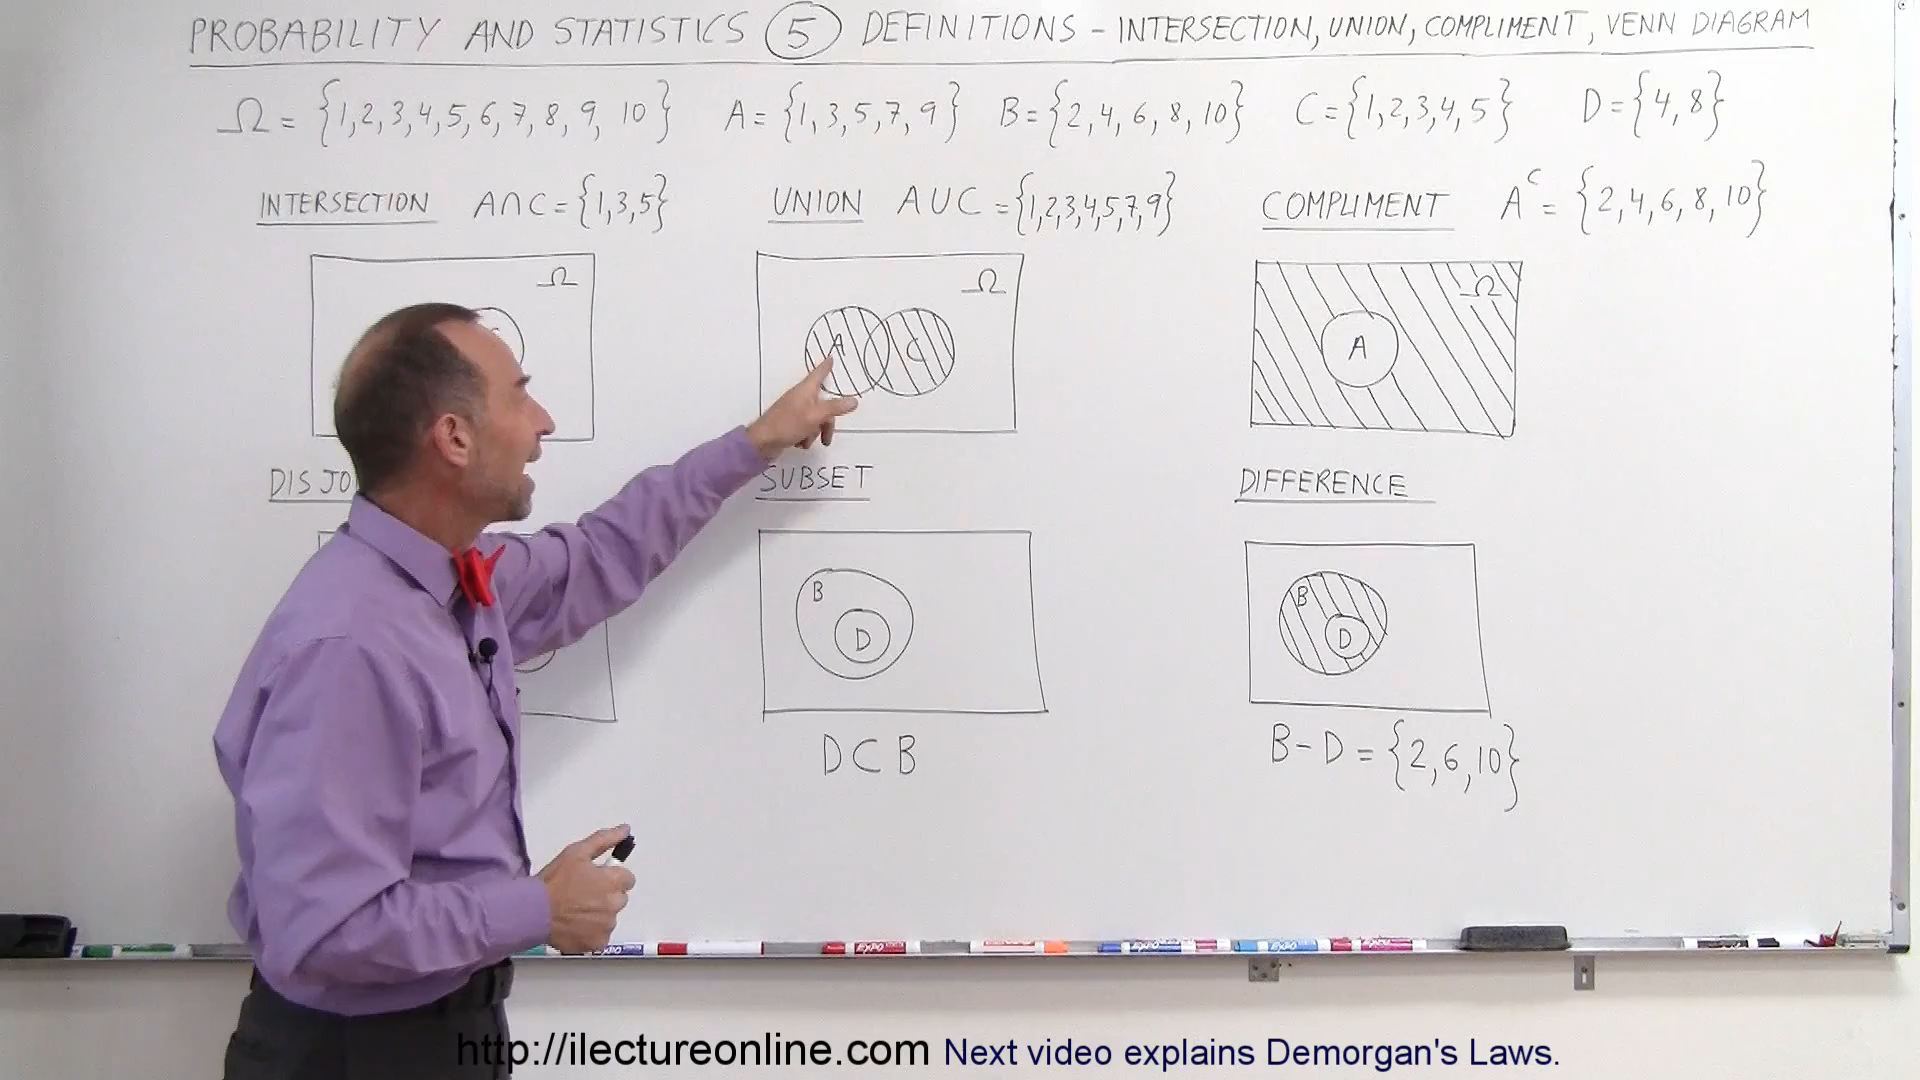 PROBABILITY AND STATISTICS 5 DEFINITIONS - INTERSECTION, UNION, COMPLIMENT, VENN DIAGRAM
Ω = {1,2,3,4,5,6,7,8,9,10} A={1,3,5,7,9} B={2,4,6,8,10} C={1,2,3,4,5} D={4,8}
INTERSECTION A∩C={1,3,5} UNION A∪C={1,2,3,4,5,7,9} COMPLIMENT Aᶜ={2,4,6,8,10}
Ω Ω Ω
C A C A
SUBSET DIFFERENCE
B B
D D
D⊂B B-D={2,6,10}
http://ilectureonline.com Next video explains Demorgan's Laws.